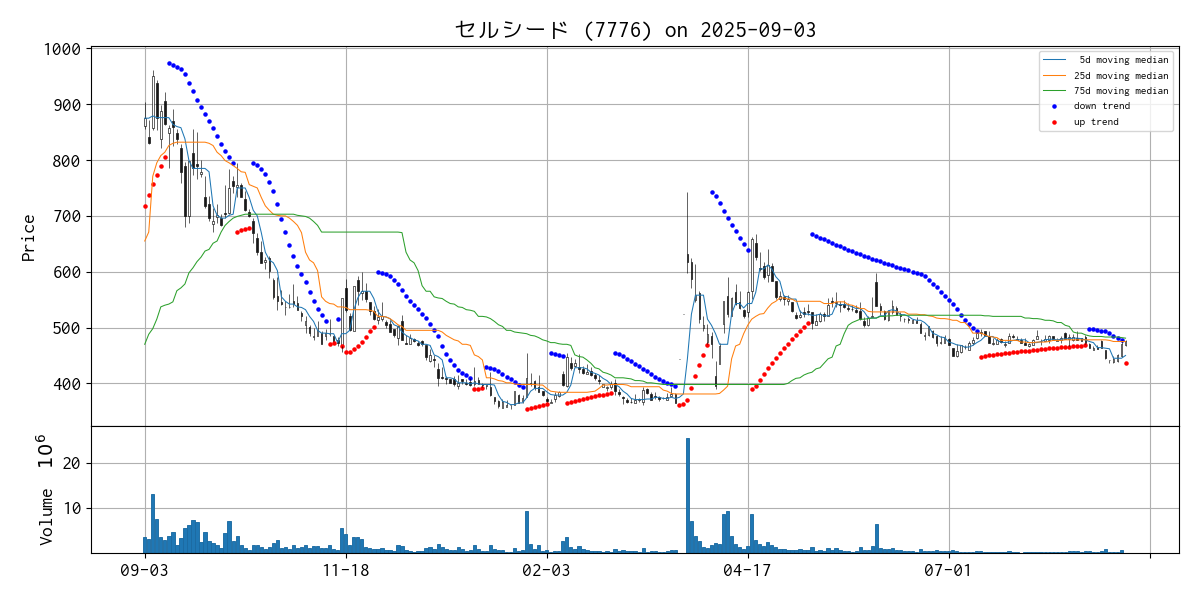 セルシード (7776) on 2025-09-03
5d moving median
25d moving median
75d moving median
down trend
up trend
Price
1000
900
800
700
600
500
400
Volume 10^6
20
10
09-03
11-18
02-03
04-17
07-01